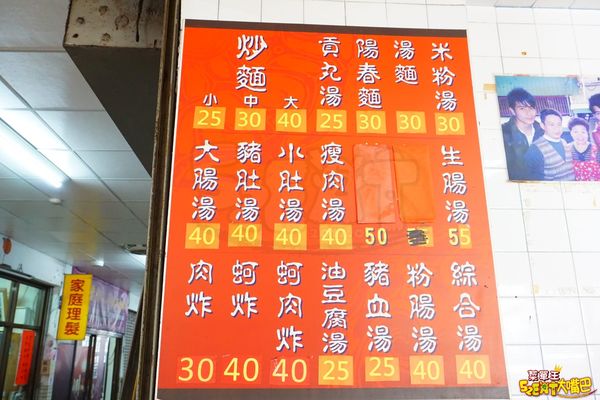 炒麵 貢丸湯 陽春麵 湯麵 米粉湯
小 中 大
25 30 40 25 30 30 30
大腸湯 豬肚湯 小肚湯 瘦肉湯 生腸湯
40 40 40 40 50 55
肉炸 蚵炸 蚵肉炸 油豆腐湯 豬血湯 粉腸湯 綜合湯
30 40 40 25 25 40 40
家庭理髮
大嘴巴